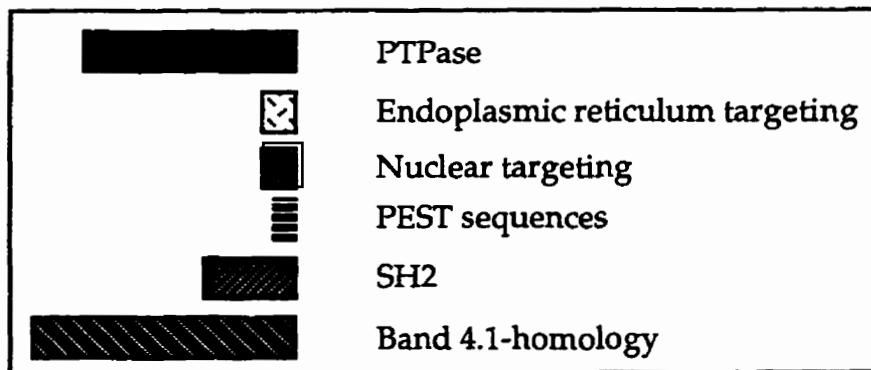 PTPase
Endoplasmic reticulum targeting
Nuclear targeting
PEST sequences
SH2
Band 4.1-homology